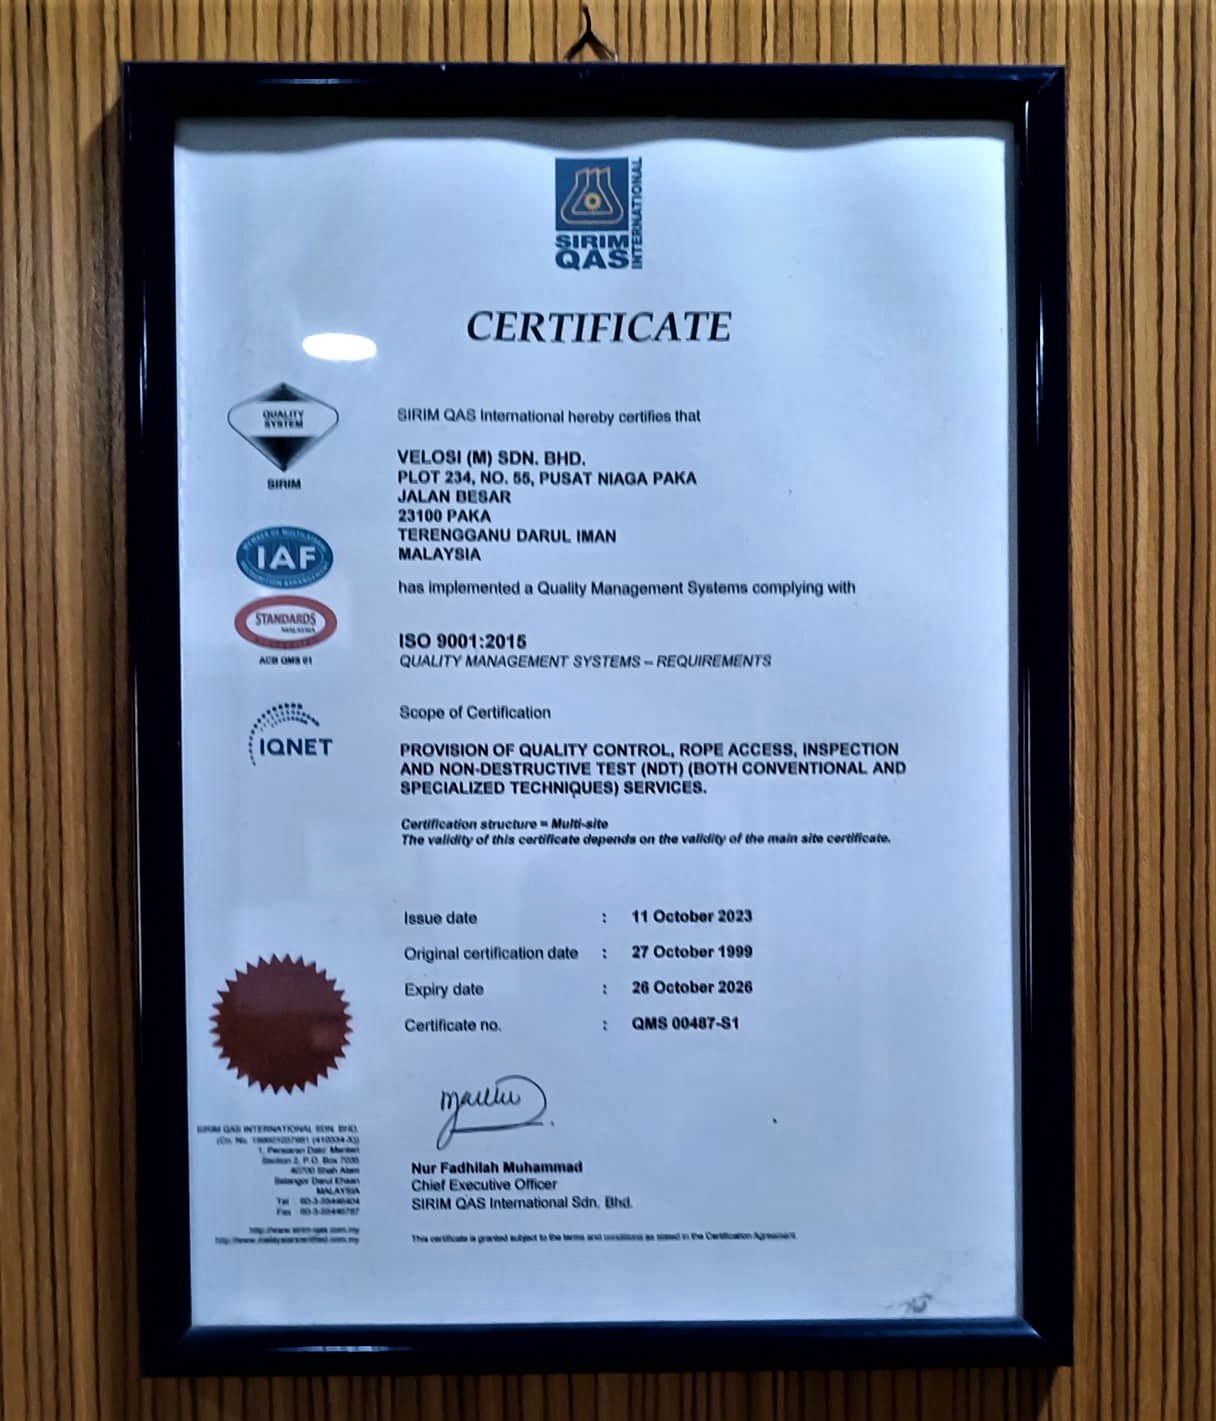 SIRIM
QAS
INTERNATIONAL
CERTIFICATE
QUALITY
SYSTEM
SIRIM
SIRIM QAS International hereby certifies that
VELOSI (M) SDN. BHD.
PLOT 234, NO. 55, PUSAT NIAGA PAKA
JALAN BESAR
23100 PAKA
TERENGGANU DARUL IMAN
MALAYSIA
IAF
STANDARDS
MALAYSIA
ACB QMS 01
has implemented a Quality Management Systems complying with
ISO 9001:2015
QUALITY MANAGEMENT SYSTEMS – REQUIREMENTS
IQNET
Scope of Certification
PROVISION OF QUALITY CONTROL, ROPE ACCESS, INSPECTION
AND NON-DESTRUCTIVE TEST (NDT) (BOTH CONVENTIONAL AND
SPECIALIZED TECHNIQUES) SERVICES.
Certification structure = Multi-site
The validity of this certificate depends on the validity of the main site certificate.
Issue date : 11 October 2023
Original certification date : 27 October 1999
Expiry date : 26 October 2026
Certificate no. : QMS 00487-S1
Nur Fadhilah Muhammad
Chief Executive Officer
SIRIM QAS International Sdn. Bhd.
SIRIM QAS INTERNATIONAL SDN. BHD.
1, Persiaran Dato' Menteri
Section 2, P.O. Box 7035
40700 Shah Alam
Selangor Darul Ehsan
MALAYSIA
Tel
Fax
http://www.sirim-qas.com.my
http://www.malaysiancertified.com.my
This certificate is granted subject to the terms and conditions as stated in the Certification Agreement.